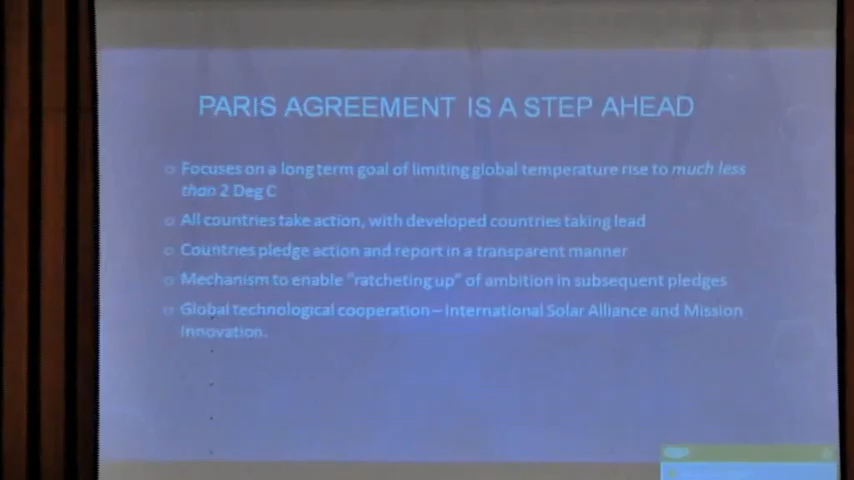 PARIS AGREEMENT IS A STEP AHEAD
Focuses on a long term goal of limiting global temperature rise to much less
than 2 Deg C
All countries take action, with developed countries taking lead
Countries pledge action and report in a transparent manner
Mechanism to enable "ratcheting up" of ambition in subsequent pledges
Global technological cooperation – International Solar Alliance and Mission
Innovation.